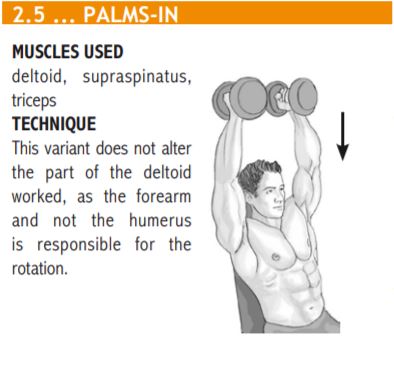 2.5 ... PALMS-IN
MUSCLES USED
deltoid, supraspinatus,
triceps
TECHNIQUE
This variant does not alter
the part of the deltoid
worked, as the forearm
and not the humerus
is responsible for the
rotation.